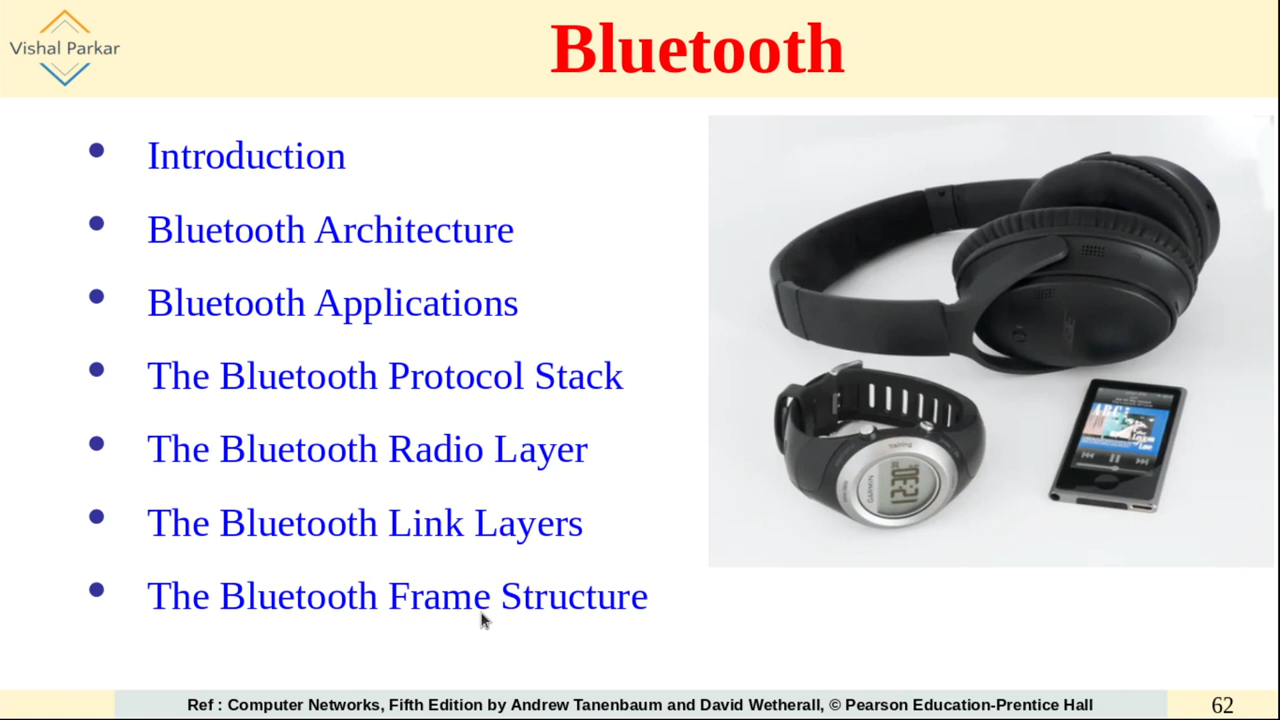 Vishal Parkar
Bluetooth
Introduction
Bluetooth Architecture
Bluetooth Applications
The Bluetooth Protocol Stack
The Bluetooth Radio Layer
The Bluetooth Link Layers
The Bluetooth Frame Structure
training
GARMIN
Ref : Computer Networks, Fifth Edition by Andrew Tanenbaum and David Wetherall, © Pearson Education-Prentice Hall
62